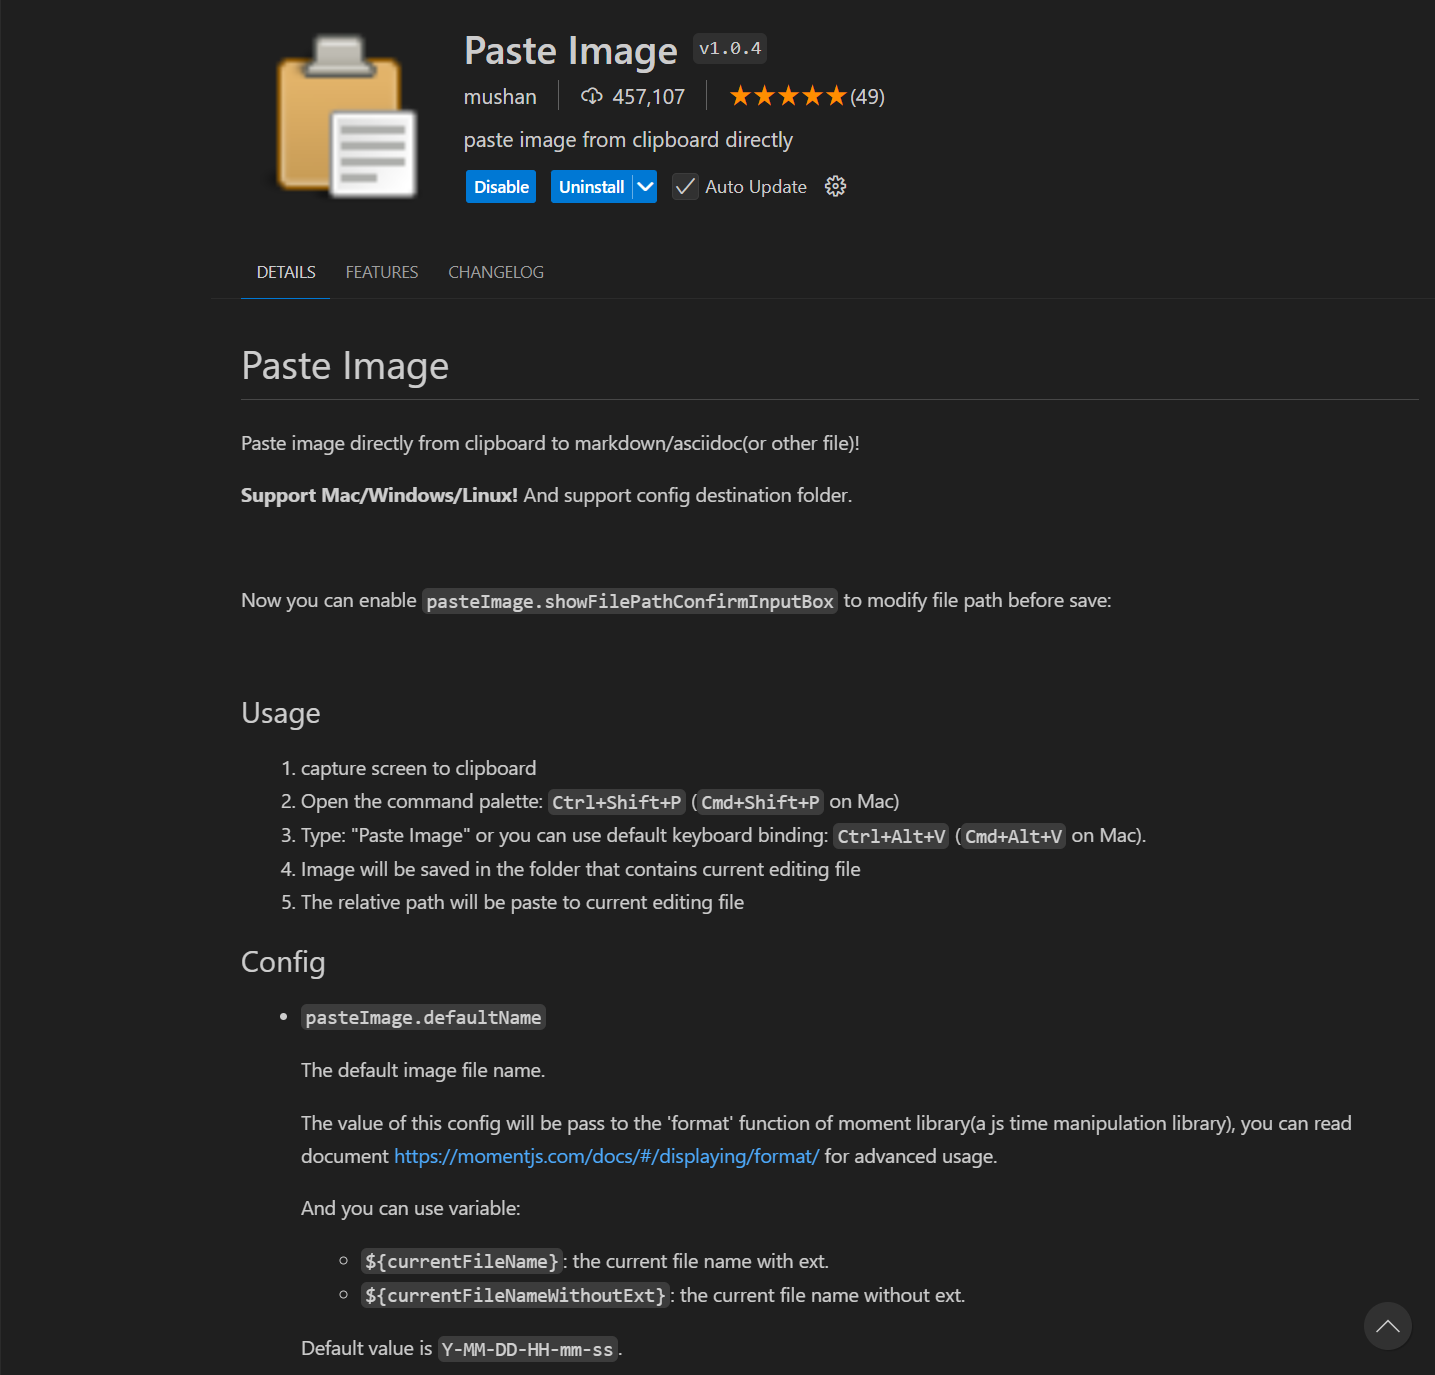 Paste Image v1.0.4
mushan 457,107 (49)
paste image from clipboard directly
Disable Uninstall Auto Update
DETAILS FEATURES CHANGELOG
Paste Image
Paste image directly from clipboard to markdown/asciidoc(or other file)!
Support Mac/Windows/Linux! And support config destination folder.
Now you can enable pasteImage.showFilePathConfirmInputBox to modify file path before save:
Usage
1. capture screen to clipboard
2. Open the command palette: Ctrl+Shift+P (Cmd+Shift+P on Mac)
3. Type: "Paste Image" or you can use default keyboard binding: Ctrl+Alt+V (Cmd+Alt+V on Mac).
4. Image will be saved in the folder that contains current editing file
5. The relative path will be paste to current editing file
Config
• pasteImage.defaultName
The default image file name.
The value of this config will be pass to the 'format' function of moment library(a js time manipulation library), you can read
document https://momentjs.com/docs/#/displaying/format/ for advanced usage.
And you can use variable:
◦ ${currentFileName}: the current file name with ext.
◦ ${currentFileNameWithoutExt}: the current file name without ext.
Default value is Y-MM-DD-HH-mm-ss.